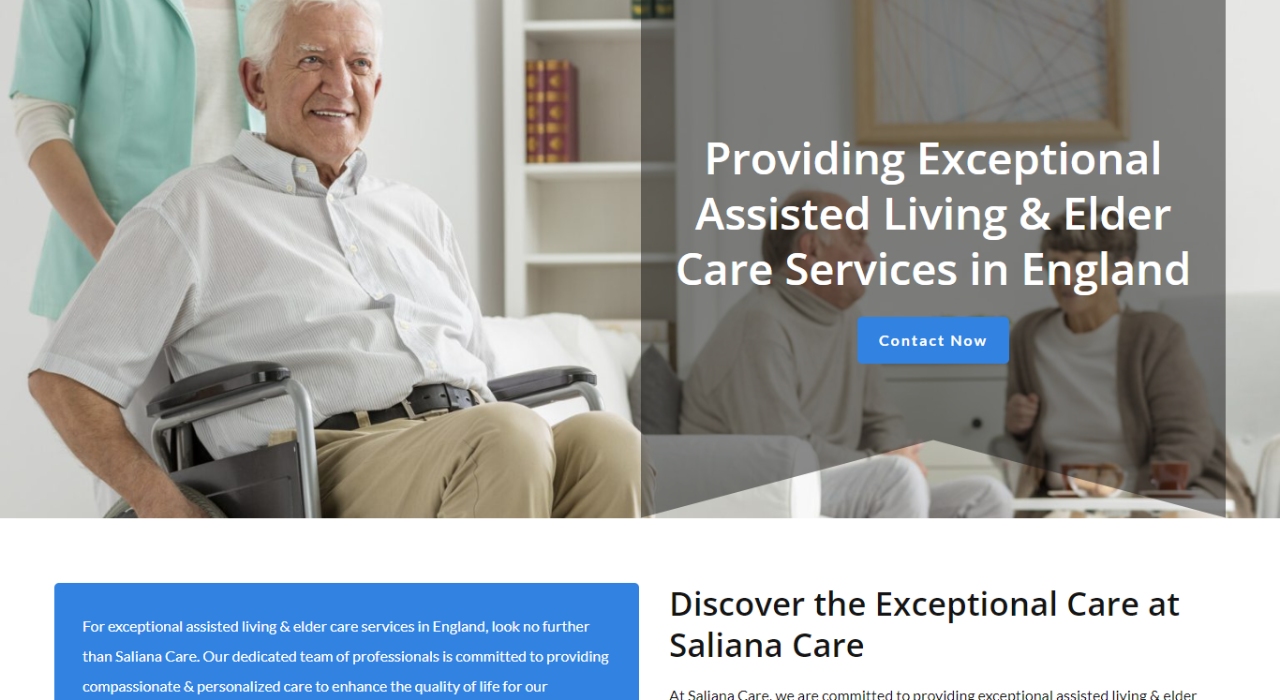 Providing Exceptional
Assisted Living & Elder
Care Services in England
Contact Now
For exceptional assisted living & elder care services in England, look no further
than Saliana Care. Our dedicated team of professionals is committed to providing
compassionate & personalized care to enhance the quality of life for our
Discover the Exceptional Care at
Saliana Care
At Saliana Care, we are committed to providing exceptional assisted living & elder